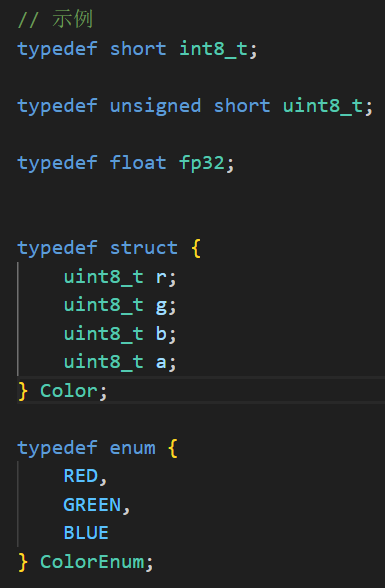 // 示例
typedef short int8_t;
typedef unsigned short uint8_t;
typedef float fp32;
typedef struct {
uint8_t r;
uint8_t g;
uint8_t b;
uint8_t a;
} Color;
typedef enum {
RED,
GREEN,
BLUE
} ColorEnum;